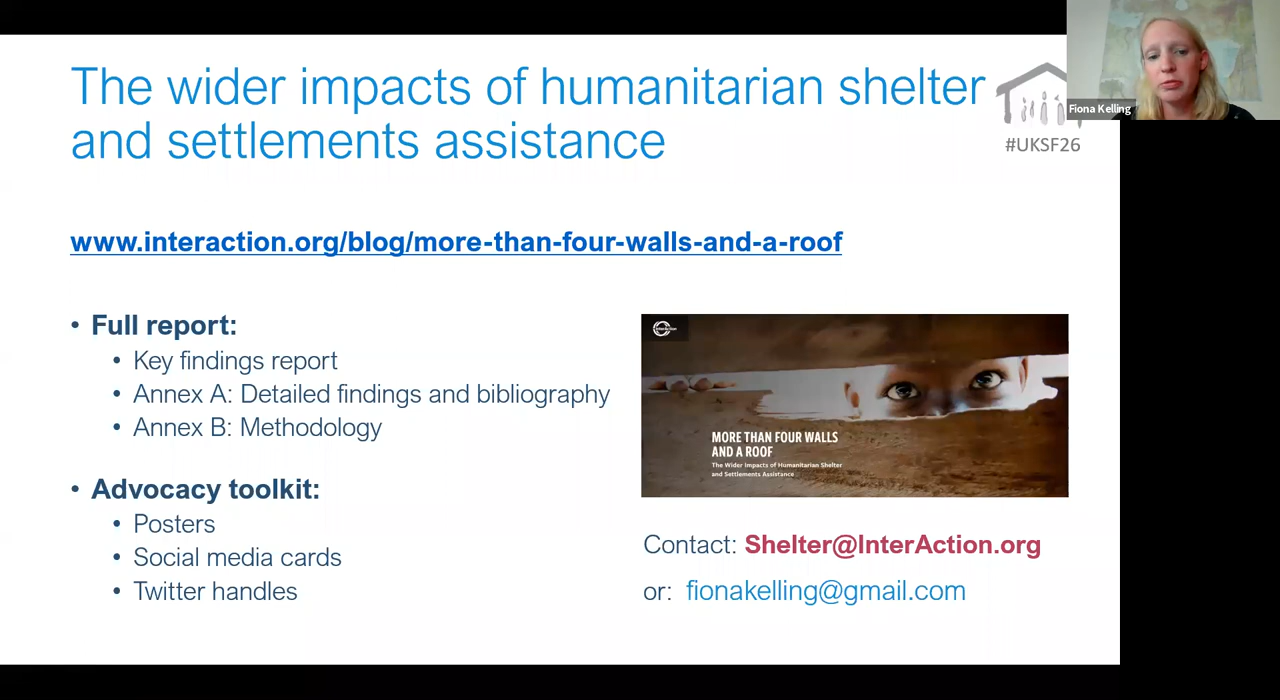 The wider impacts of humanitarian shelter
and settlements assistance
#UKSF26
Fiona Kelling
www.interaction.org/blog/more-than-four-walls-and-a-roof
• Full report:
• Key findings report
• Annex A: Detailed findings and bibliography
• Annex B: Methodology
• Advocacy toolkit:
• Posters
• Social media cards
• Twitter handles
InterAction
MORE THAN FOUR WALLS
AND A ROOF
The Wider Impacts of Humanitarian Shelter
and Settlements Assistance
Contact: Shelter@InterAction.org
or: fionakelling@gmail.com